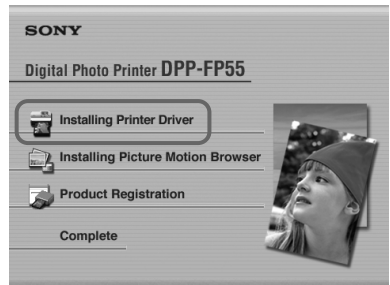 SONY
Digital Photo Printer DPP-FP55
Installing Printer Driver
Installing Picture Motion Browser
Product Registration
Complete